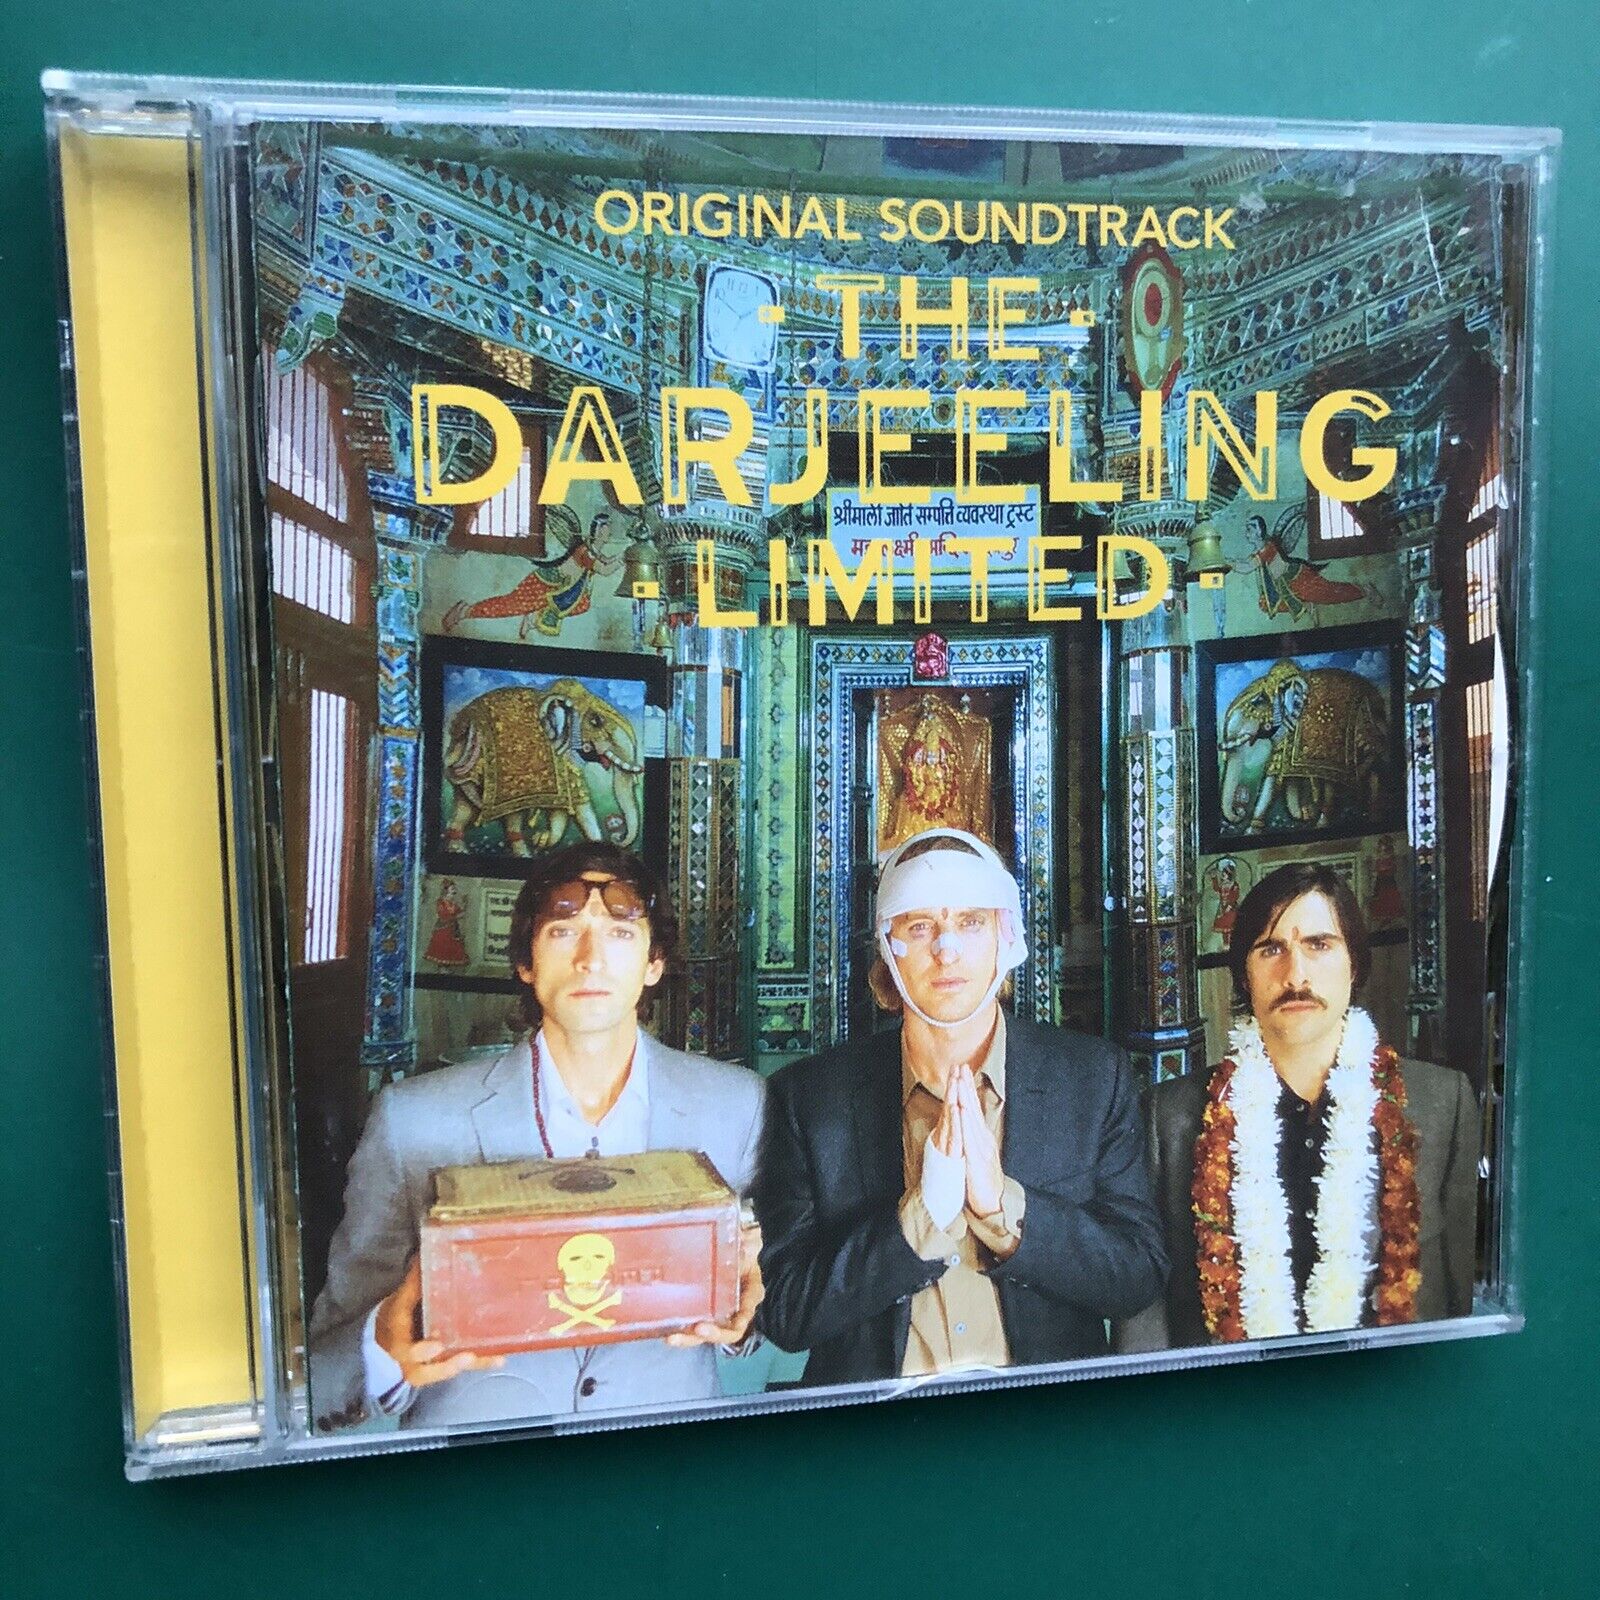 ORIGINAL SOUNDTRACK
THE
DARJEELING
श्रीमाली जाति सम्पत्ति व्यवस्था ट्रस्ट
LIMITED